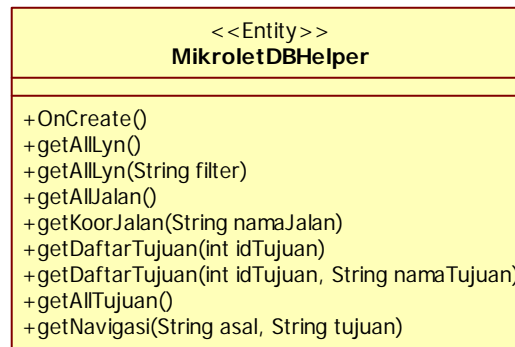 <<Entity>>
MikroletDBHelper
+OnCreate()
+getAllLyn()
+getAllLyn(String filter)
+getAllJalan()
+getKoorJalan(String namaJalan)
+getDaftarTujuan(int idTujuan)
+getDaftarTujuan(int idTujuan, String namaTujuan)
+getAllTujuan()
+getNavigasi(String asal, String tujuan)